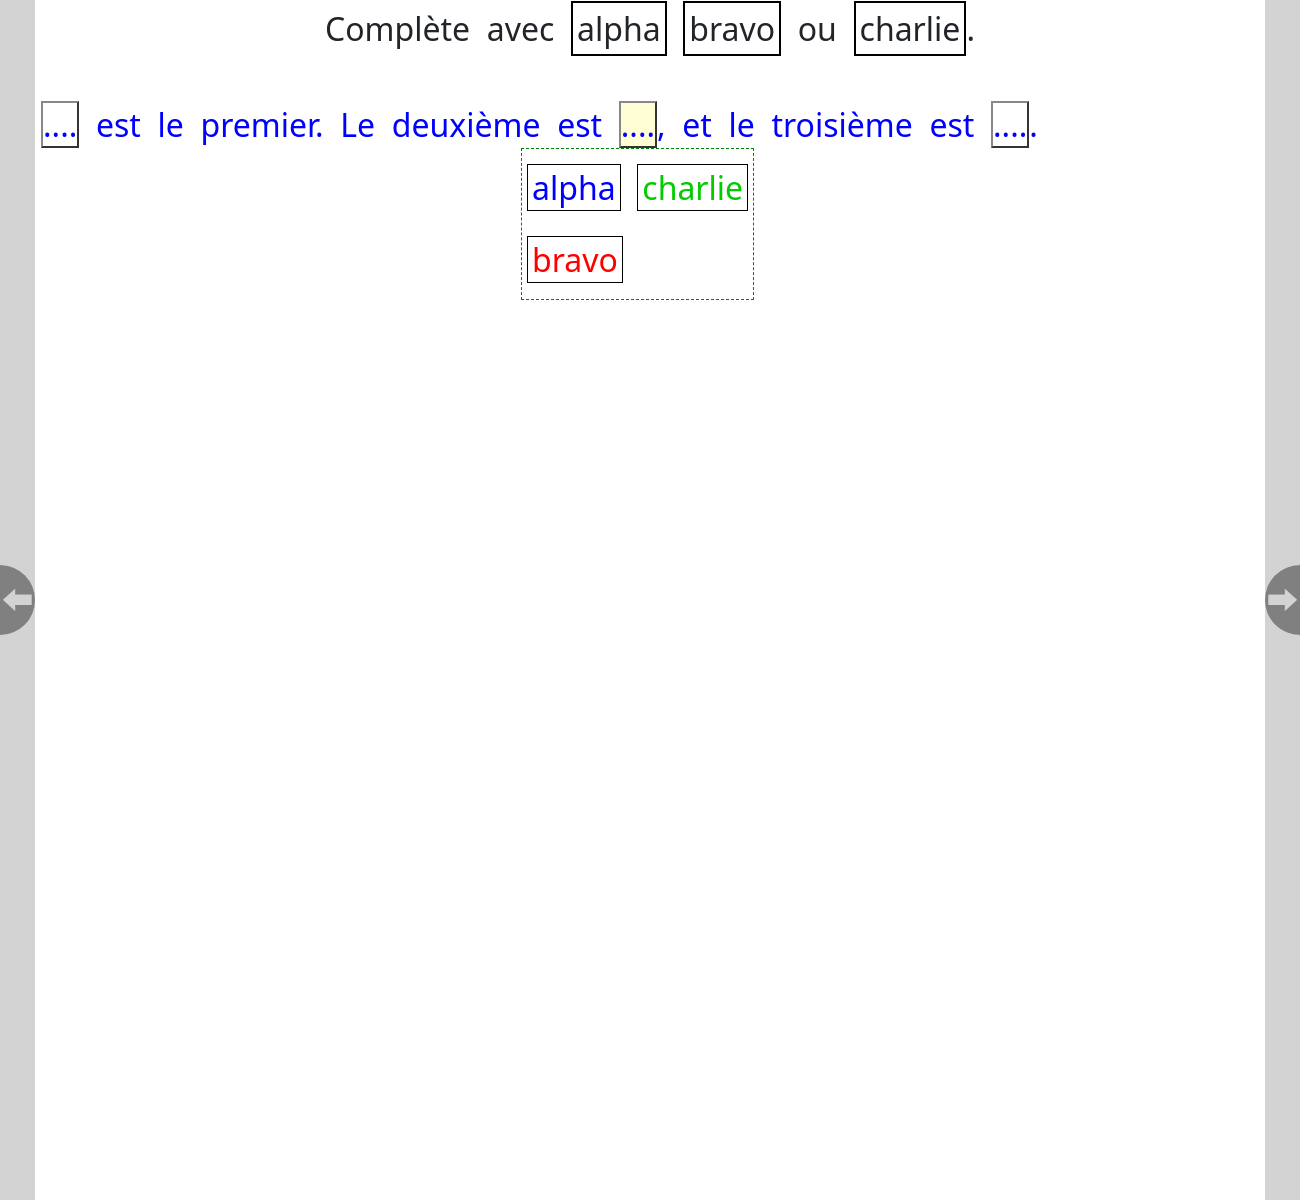 Complète avec alpha bravo ou charlie.
.... est le premier. Le deuxième est ...., et le troisième est .....
alpha charlie
bravo